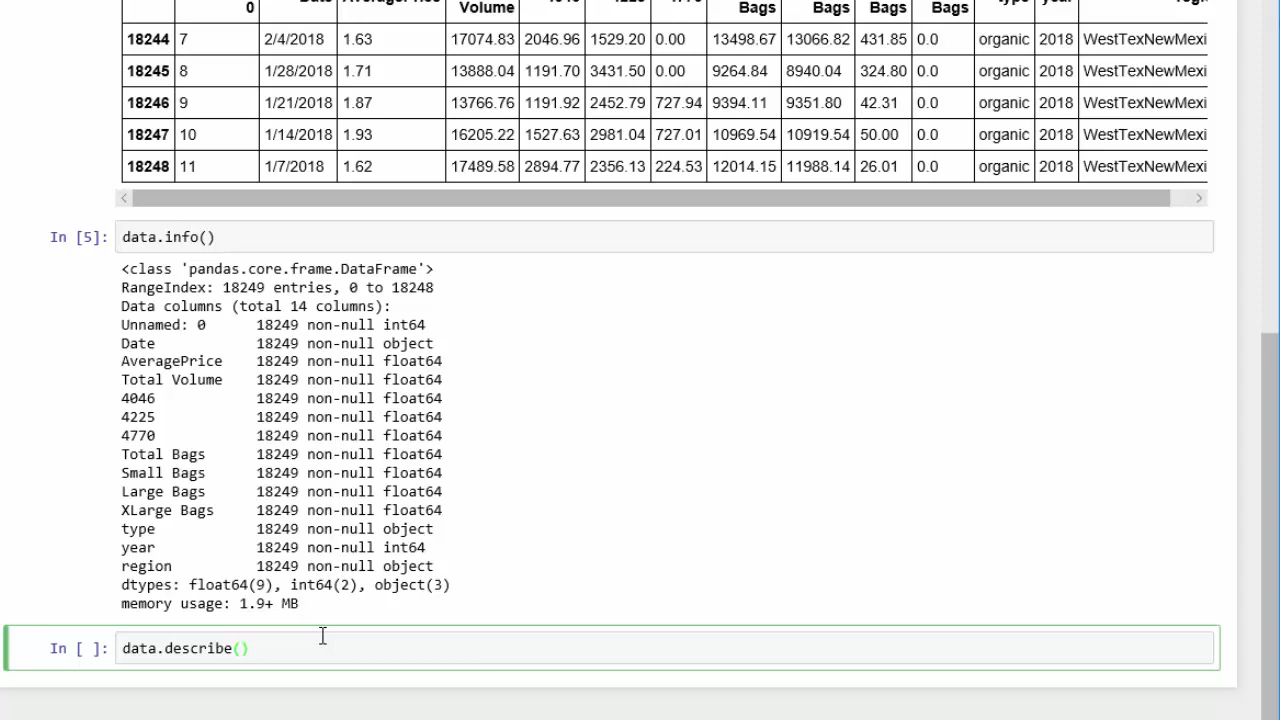 0
Volume
Bags Bags Bags Bags
18244 7 2/4/2018 1.63 17074.83 2046.96 1529.20 0.00 13498.67 13066.82 431.85 0.0 organic 2018 WestTexNewMexi
18245 8 1/28/2018 1.71 13888.04 1191.70 3431.50 0.00 9264.84 8940.04 324.80 0.0 organic 2018 WestTexNewMexi
18246 9 1/21/2018 1.87 13766.76 1191.92 2452.79 727.94 9394.11 9351.80 42.31 0.0 organic 2018 WestTexNewMexi
18247 10 1/14/2018 1.93 16205.22 1527.63 2981.04 727.01 10969.54 10919.54 50.00 0.0 organic 2018 WestTexNewMexi
18248 11 1/7/2018 1.62 17489.58 2894.77 2356.13 224.53 12014.15 11988.14 26.01 0.0 organic 2018 WestTexNewMexi
In [5]: data.info()
<class 'pandas.core.frame.DataFrame'>
RangeIndex: 18249 entries, 0 to 18248
Data columns (total 14 columns):
Unnamed: 0 18249 non-null int64
Date 18249 non-null object
AveragePrice 18249 non-null float64
Total Volume 18249 non-null float64
4046 18249 non-null float64
4225 18249 non-null float64
4770 18249 non-null float64
Total Bags 18249 non-null float64
Small Bags 18249 non-null float64
Large Bags 18249 non-null float64
XLarge Bags 18249 non-null float64
type 18249 non-null object
year 18249 non-null int64
region 18249 non-null object
dtypes: float64(9), int64(2), object(3)
memory usage: 1.9+ MB
In [ ]: data.describe()